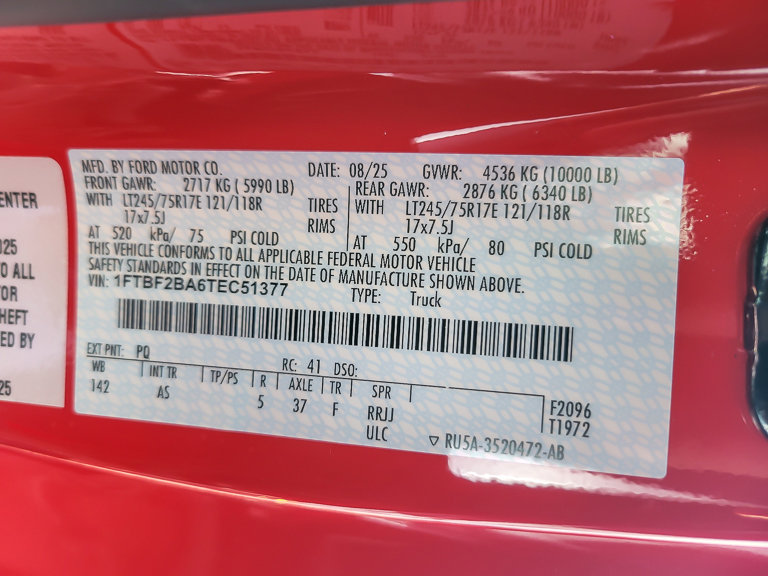 ENTER
025
TO ALL
OR
HEFT
ED BY
25
MFD. BY FORD MOTOR CO. DATE: 08/25 GVWR: 4536 KG (10000 LB)
FRONT GAWR: 2717 KG ( 5990 LB) REAR GAWR: 2876 KG ( 6340 LB)
WITH LT245/75R17E 121/118R TIRES WITH LT245/75R17E 121/118R TIRES
17x7.5J RIMS 17x7.5J RIMS
AT 520 kPa/ 75 PSI COLD AT 550 kPa/ 80 PSI COLD
THIS VEHICLE CONFORMS TO ALL APPLICABLE FEDERAL MOTOR VEHICLE
SAFETY STANDARDS IN EFFECT ON THE DATE OF MANUFACTURE SHOWN ABOVE.
VIN: 1FTBF2BA6TEC51377
TYPE: Truck
EXT PNT: PQ RC: 41 DSO:
WB INT TR TP/PS R AXLE TR SPR
142 AS 5 37 F RRJJ F2096
ULC T1972
▽ RU5A-3520472-AB